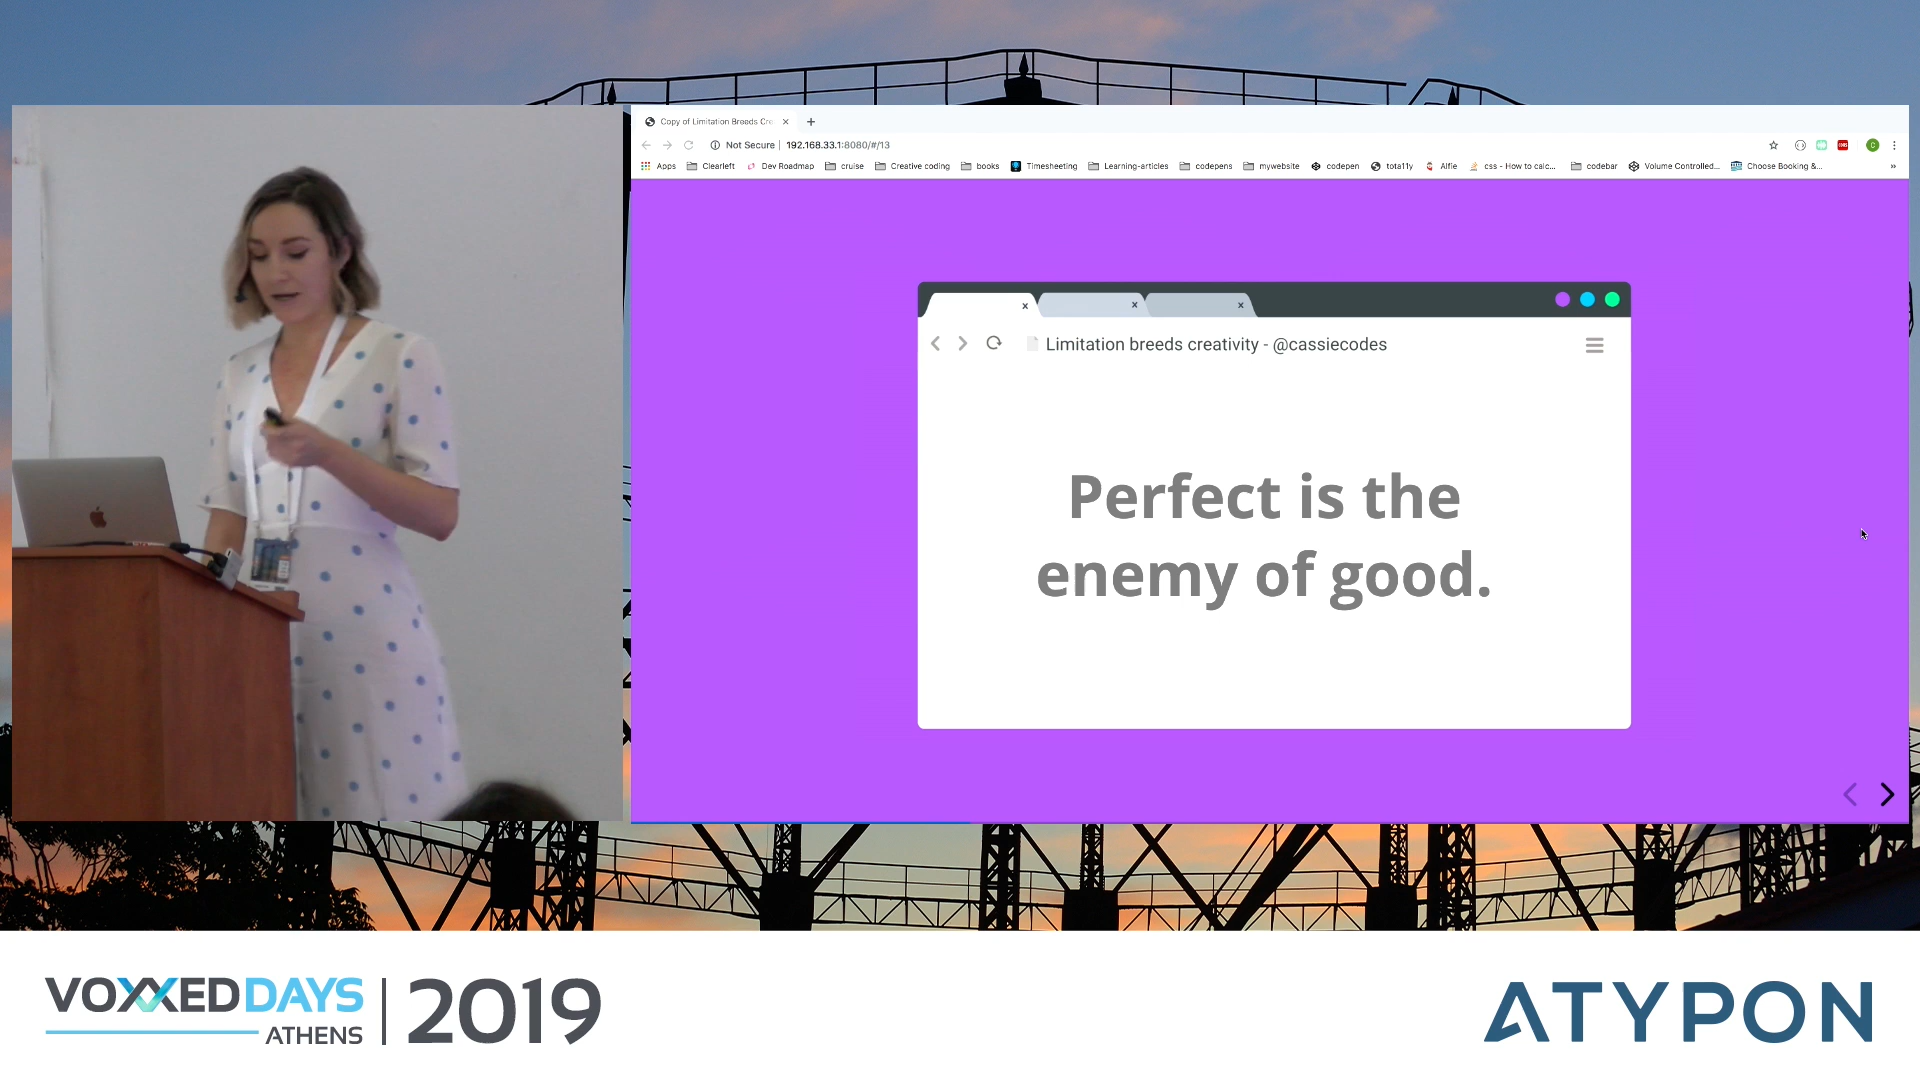 Copy of Limitation Breeds Cre
Not Secure | 192.168.33.1:8080/#/13
Apps Clearleft Dev Roadmap cruise Creative coding books Timesheeting Learning-articles codepens mywebsite codepen tota11y Alfie css - How to calc... codebar Volume Controlled... Choose Booking &...
Limitation breeds creativity - @cassiecodes
Perfect is the
enemy of good.
VOXXEDDAYS
ATHENS
2019
ATYPON